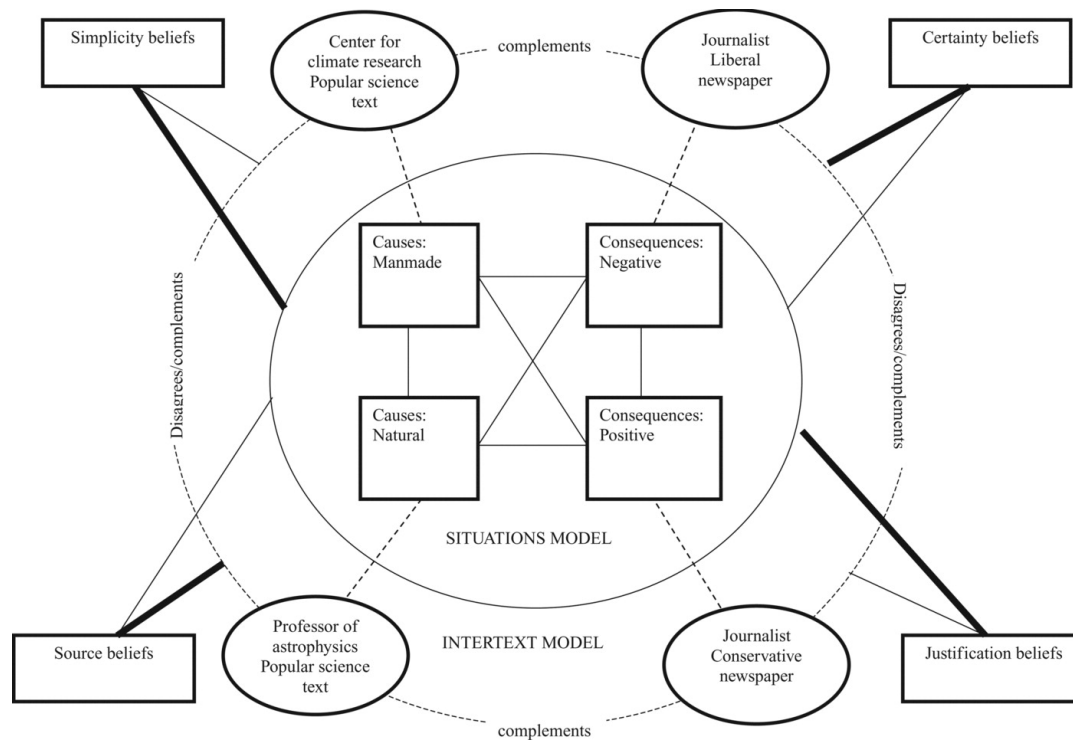 Simplicity beliefs
Center for
climate research
Popular science
text
complements
Journalist
Liberal
newspaper
Certainty beliefs
Causes:
Manmade
Consequences:
Negative
Disagrees/complements
Disagrees/complements
Causes:
Natural
Consequences:
Positive
SITUATIONS MODEL
Source beliefs
Professor of
astrophysics
Popular science
text
INTERTEXT MODEL
Journalist
Conservative
newspaper
Justification beliefs
complements